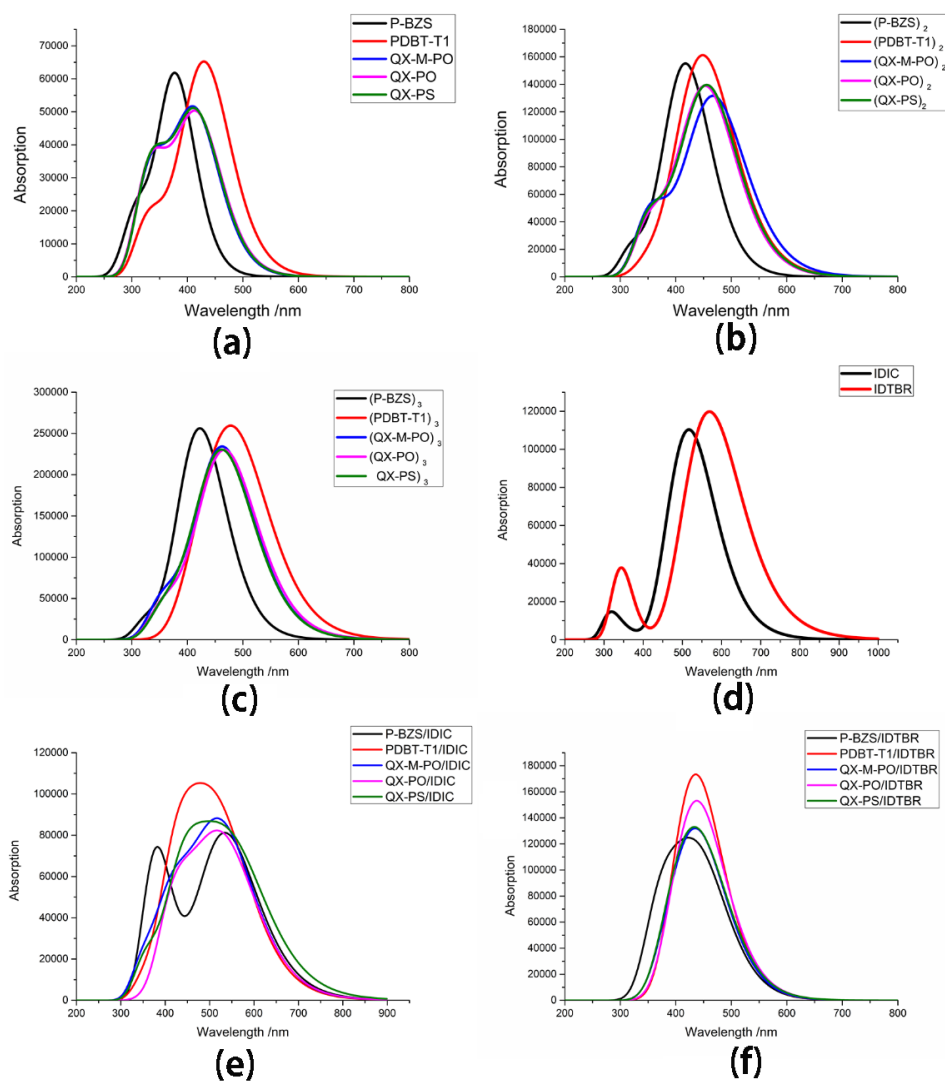 P-BZS
PDBT-T1
QX-M-PO
QX-PO
QX-PS
70000
60000
50000
40000
30000
20000
10000
0
Absorption
200 300 400 500 600 700 800
Wavelength /nm
(a)
(P-BZS) 2
(PDBT-T1) 2
(QX-M-PO) 2
(QX-PO) 2
(QX-PS)2
180000
160000
140000
120000
100000
80000
60000
40000
20000
0
Absorption
200 300 400 500 600 700 800
Wavelength /nm
(b)
(P-BZS) 3
(PDBT-T1) 3
(QX-M-PO) 3
(QX-PO) 3
QX-PS) 3
300000
250000
200000
150000
100000
50000
0
Absorption
200 300 400 500 600 700 800
Wavelength /nm
(c)
IDIC
IDTBR
120000
100000
80000
60000
40000
20000
0
Absorption
200 300 400 500 600 700 800 900 1000
Wavelength /nm
(d)
P-BZS/IDIC
PDBT-T1/IDIC
QX-M-PO/IDIC
QX-PO/IDIC
QX-PS/IDIC
120000
100000
80000
60000
40000
20000
0
Absorption
200 300 400 500 600 700 800 900
Wavelength /nm
(e)
P-BZS/IDTBR
PDBT-T1/IDTBR
QX-M-PO/IDTBR
QX-PO/IDTBR
QX-PS/IDTBR
180000
160000
140000
120000
100000
80000
60000
40000
20000
0
Absorption
200 300 400 500 600 700 800
Wavelength /nm
(f)